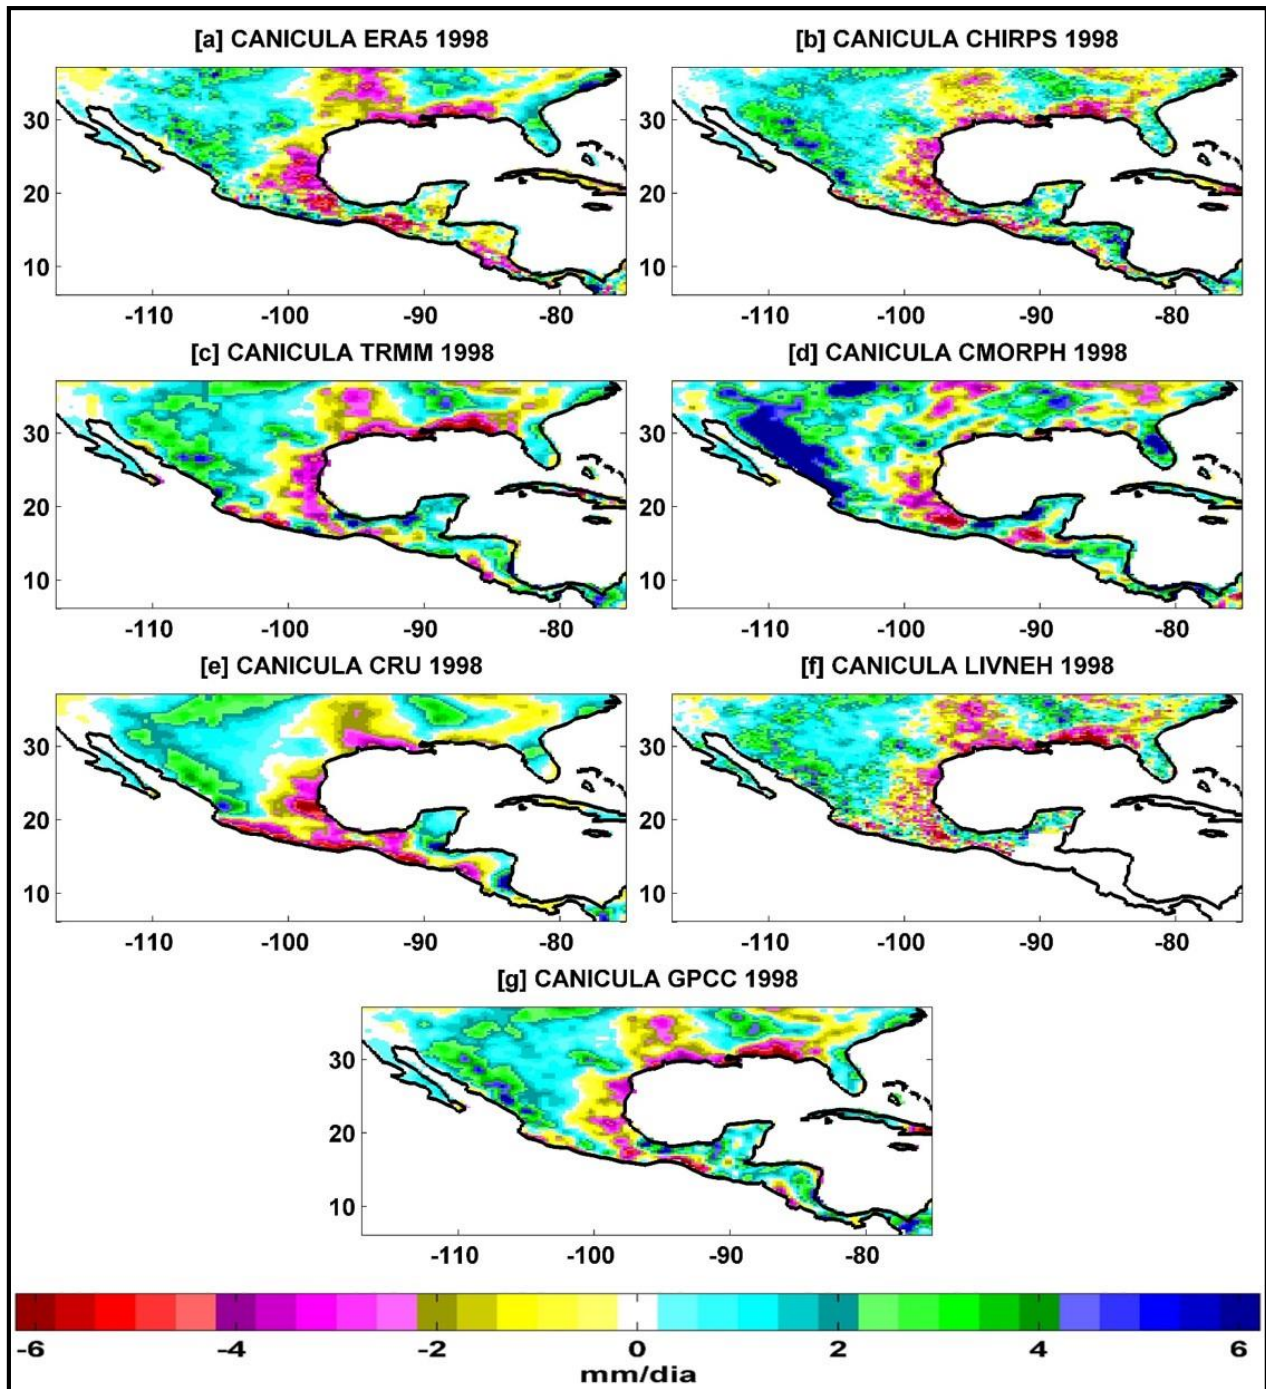 [a] CANICULA ERA5 1998
[b] CANICULA CHIRPS 1998
30
20
10
-110 -100 -90 -80
30
20
10
-110 -100 -90 -80
[c] CANICULA TRMM 1998
[d] CANICULA CMORPH 1998
30
20
10
-110 -100 -90 -80
30
20
10
-110 -100 -90 -80
[e] CANICULA CRU 1998
[f] CANICULA LIVNEH 1998
30
20
10
-110 -100 -90 -80
30
20
10
-110 -100 -90 -80
[g] CANICULA GPCC 1998
30
20
10
-110 -100 -90 -80
-6 -4 -2 0 2 4 6
mm/dia